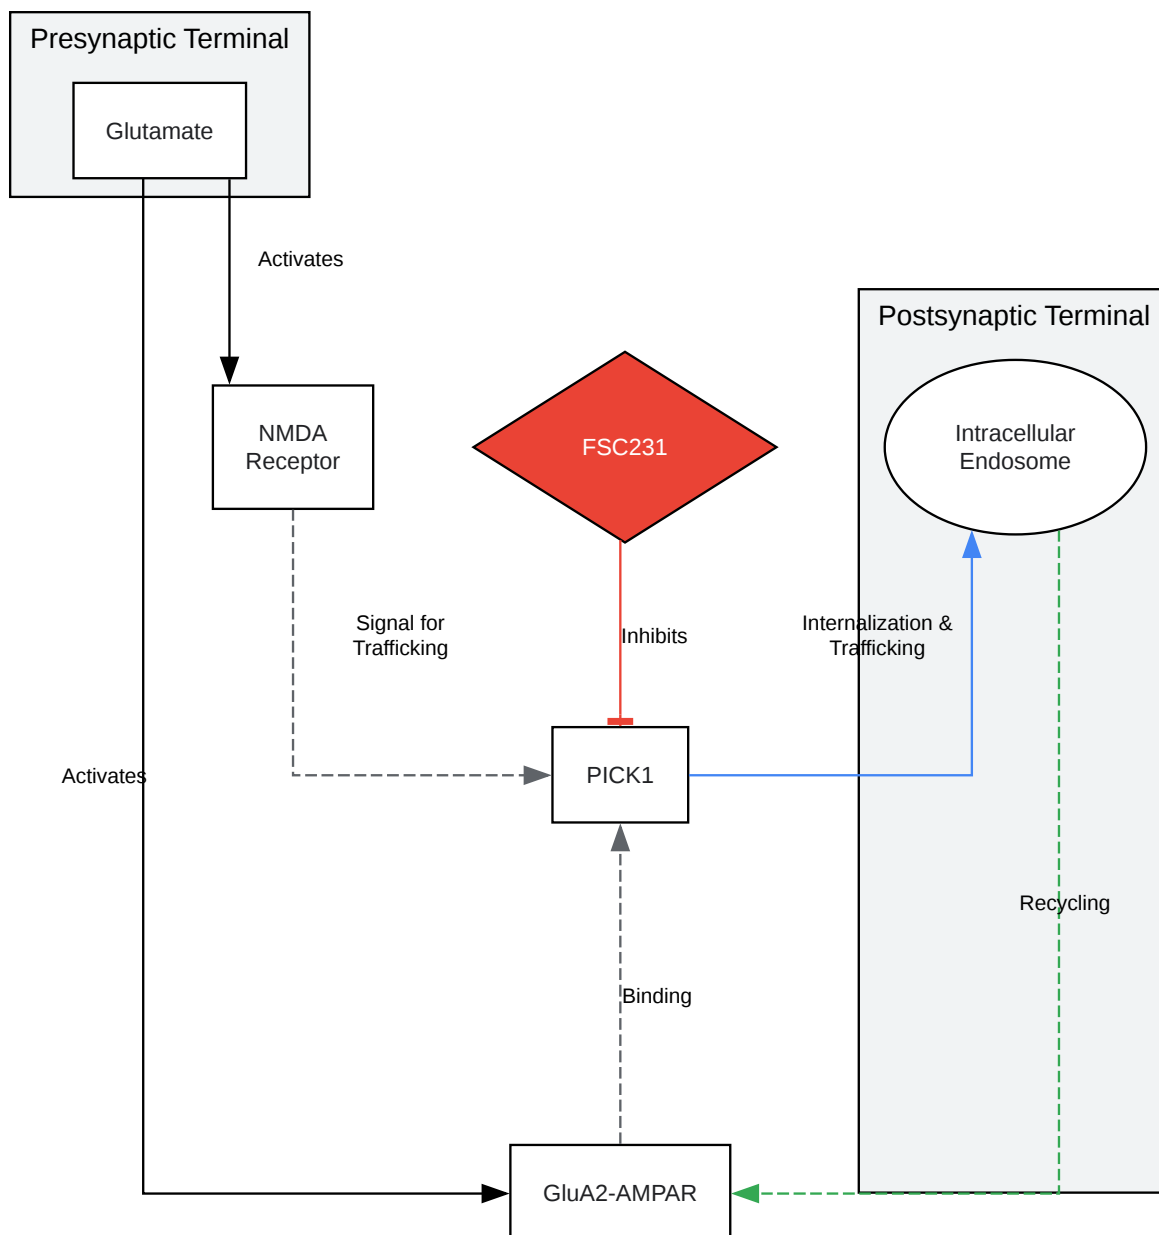 Presynaptic Terminal
Glutamate
Activates
Postsynaptic Terminal
NMDA
Receptor
FSC231
Intracellular
Endosome
Signal for
Trafficking
Inhibits
Internalization &
Trafficking
Activates
PICK1
Recycling
Binding
GluA2-AMPAR